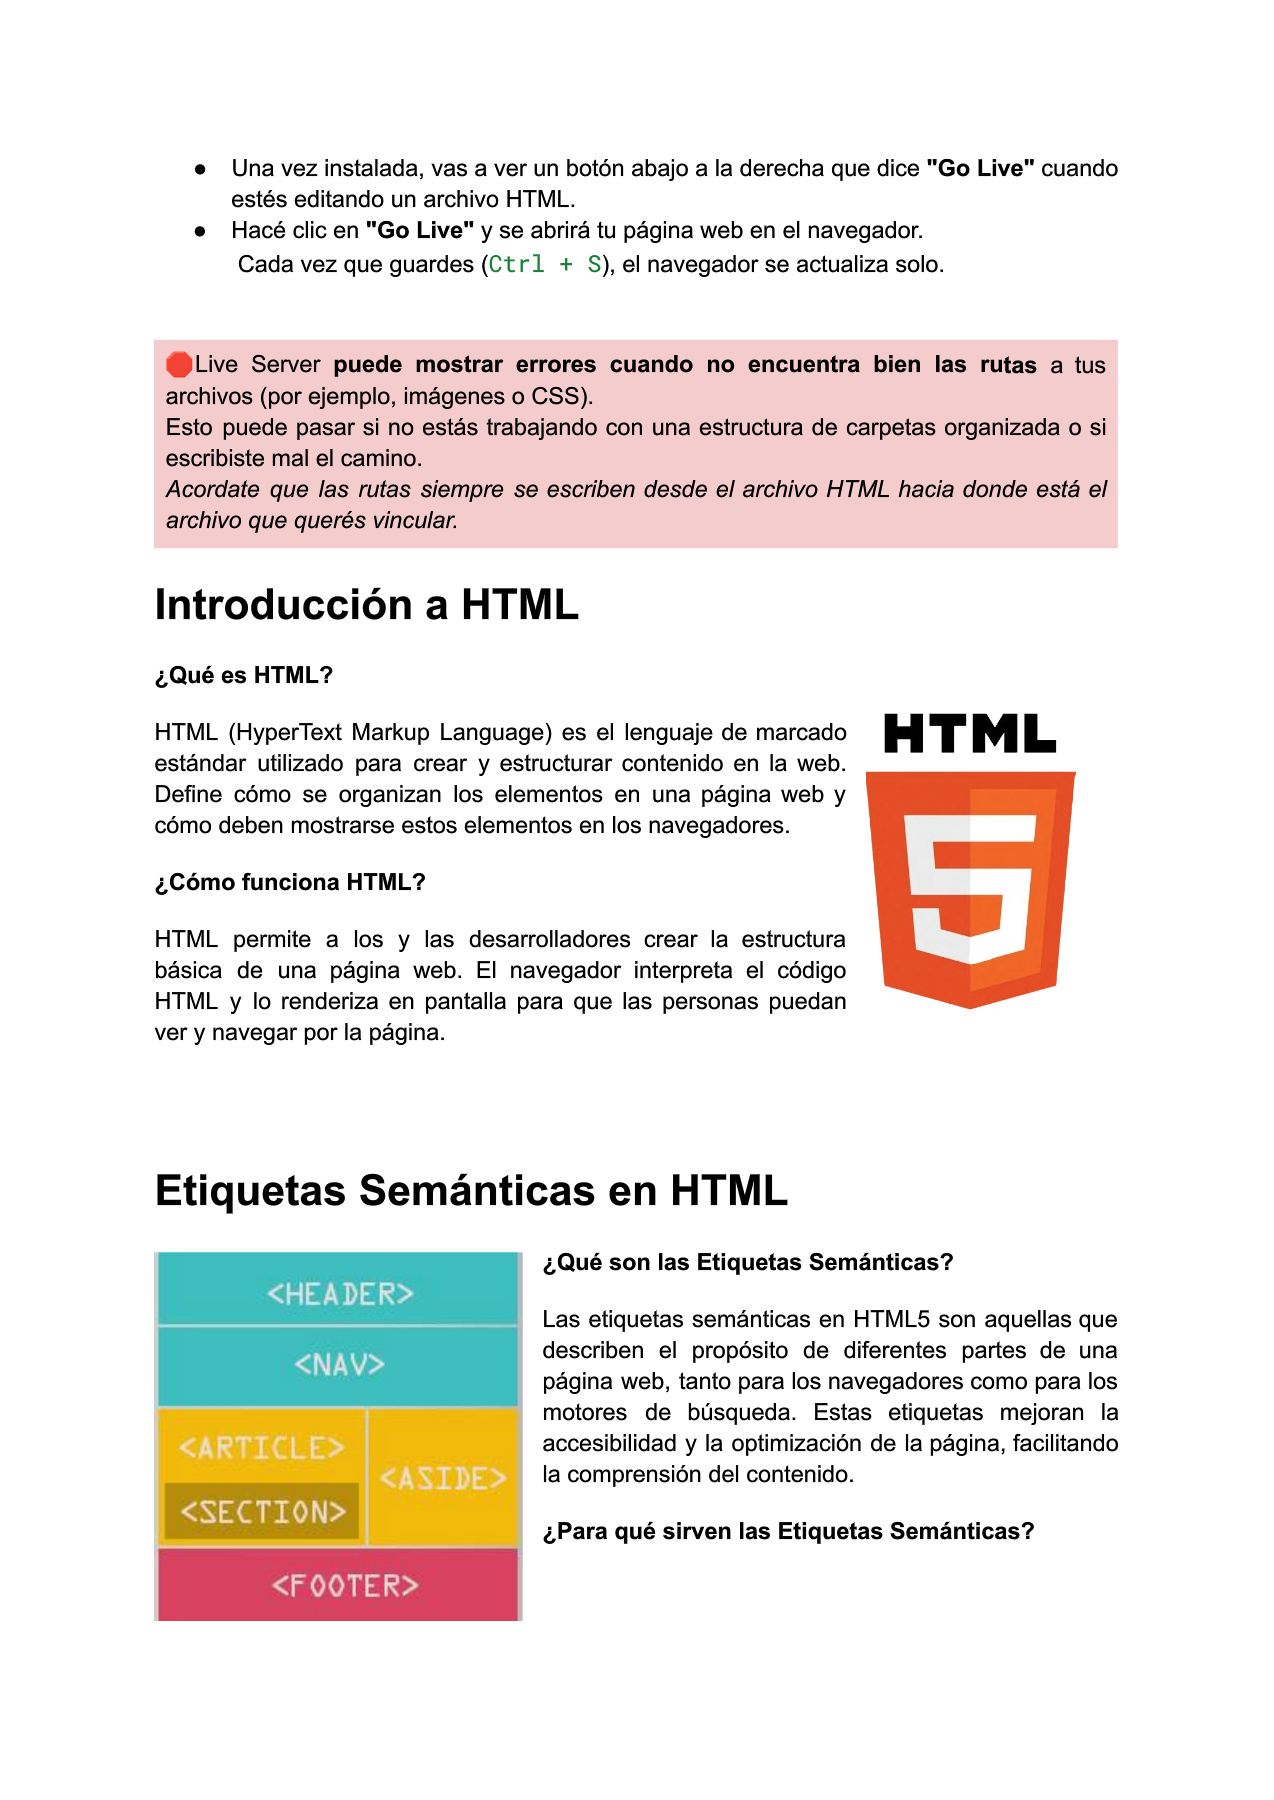 ● Una vez instalada, vas a ver un botón abajo a la derecha que dice "Go Live" cuando
estés editando un archivo HTML.
● Hacé clic en "Go Live" y se abrirá tu página web en el navegador.
Cada vez que guardes (Ctrl + S), el navegador se actualiza solo.
🛑Live Server puede mostrar errores cuando no encuentra bien las rutas a tus
archivos (por ejemplo, imágenes o CSS).
Esto puede pasar si no estás trabajando con una estructura de carpetas organizada o si
escribiste mal el camino.
Acordate que las rutas siempre se escriben desde el archivo HTML hacia donde está el
archivo que querés vincular.
Introducción a HTML
¿Qué es HTML?
HTML (HyperText Markup Language) es el lenguaje de marcado
estándar utilizado para crear y estructurar contenido en la web.
Define cómo se organizan los elementos en una página web y
cómo deben mostrarse estos elementos en los navegadores.
HTML
5
¿Cómo funciona HTML?
HTML permite a los y las desarrolladores crear la estructura
básica de una página web. El navegador interpreta el código
HTML y lo renderiza en pantalla para que las personas puedan
ver y navegar por la página.
Etiquetas Semánticas en HTML
<HEADER>
<NAV>
<ARTICLE>
<SECTION>
<ASIDE>
<FOOTER>
¿Qué son las Etiquetas Semánticas?
Las etiquetas semánticas en HTML5 son aquellas que
describen el propósito de diferentes partes de una
página web, tanto para los navegadores como para los
motores de búsqueda. Estas etiquetas mejoran la
accesibilidad y la optimización de la página, facilitando
la comprensión del contenido.
¿Para qué sirven las Etiquetas Semánticas?